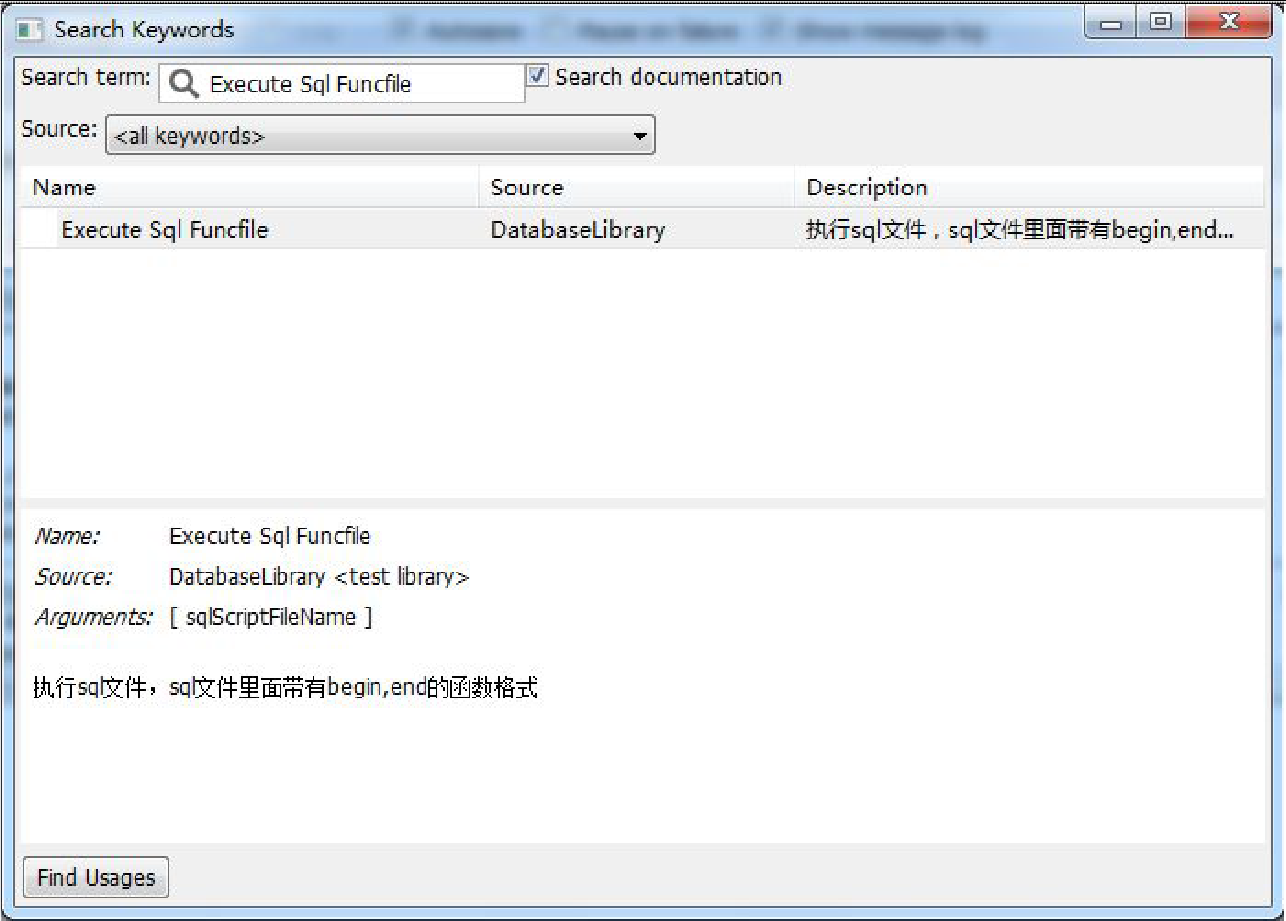 Search Keywords
Search term: Execute Sql Funcfile Search documentation
Source: <all keywords>
Name Source Description
Execute Sql Funcfile DatabaseLibrary 执行sql文件，sql文件里面带有begin,end...
Name: Execute Sql Funcfile
Source: DatabaseLibrary <test library>
Arguments: [ sqlScriptFileName ]
执行sql文件，sql文件里面带有begin,end的函数格式
Find Usages